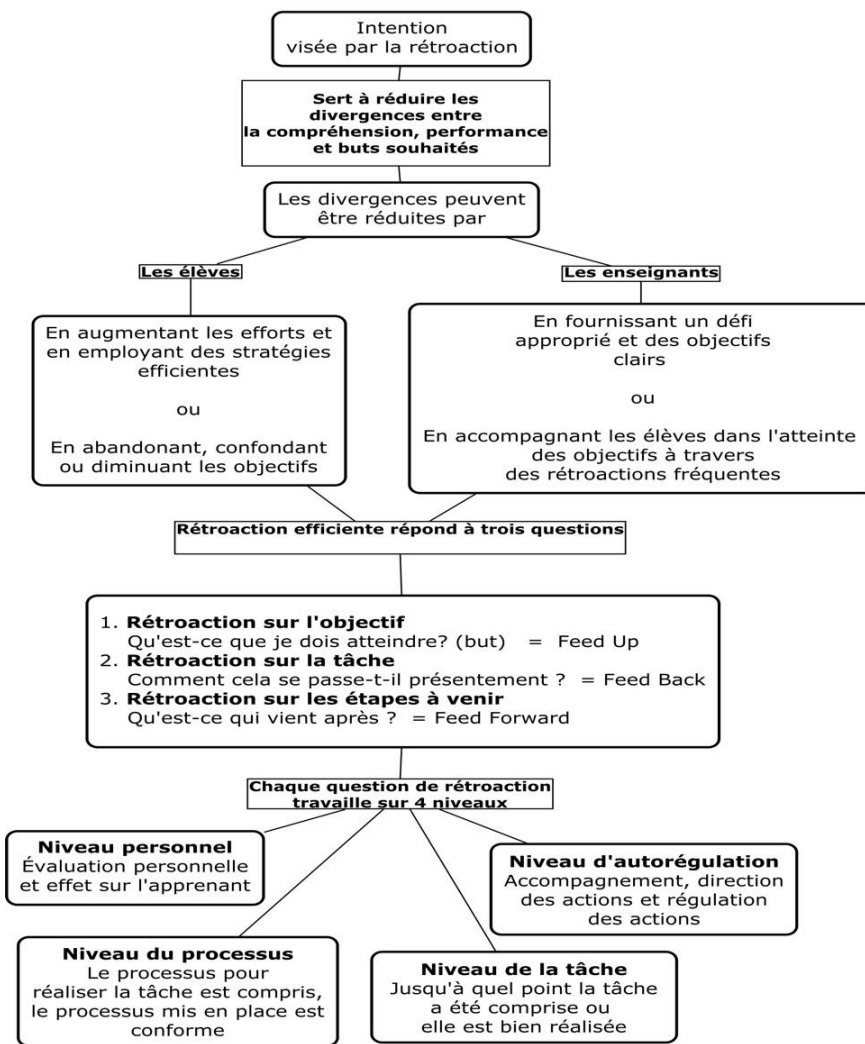 Intention
visée par la rétroaction
Sert à réduire les
divergences entre
la compréhension, performance
et buts souhaités
Les divergences peuvent
être réduites par
Les élèves
Les enseignants
En augmentant les efforts et
en employant des stratégies
efficientes
ou
En abandonant, confondant
ou diminuant les objectifs
En fournissant un défi
approprié et des objectifs
clairs
ou
En accompagnant les élèves dans l'atteinte
des objectifs à travers
des rétroactions fréquentes
Rétroaction efficiente répond à trois questions
1. Rétroaction sur l'objectif
Qu'est-ce que je dois atteindre? (but) = Feed Up
2. Rétroaction sur la tâche
Comment cela se passe-t-il présentement ? = Feed Back
3. Rétroaction sur les étapes à venir
Qu'est-ce qui vient après ? = Feed Forward
Chaque question de rétroaction
travaille sur 4 niveaux
Niveau personnel
Évaluation personnelle
et effet sur l'apprenant
Niveau d'autorégulation
Accompagnement, direction
des actions et régulation
des actions
Niveau du processus
Le processus pour
réaliser la tâche est compris,
le processus mis en place est
conforme
Niveau de la tâche
Jusqu'à quel point la tâche
a été comprise ou
elle est bien réalisée